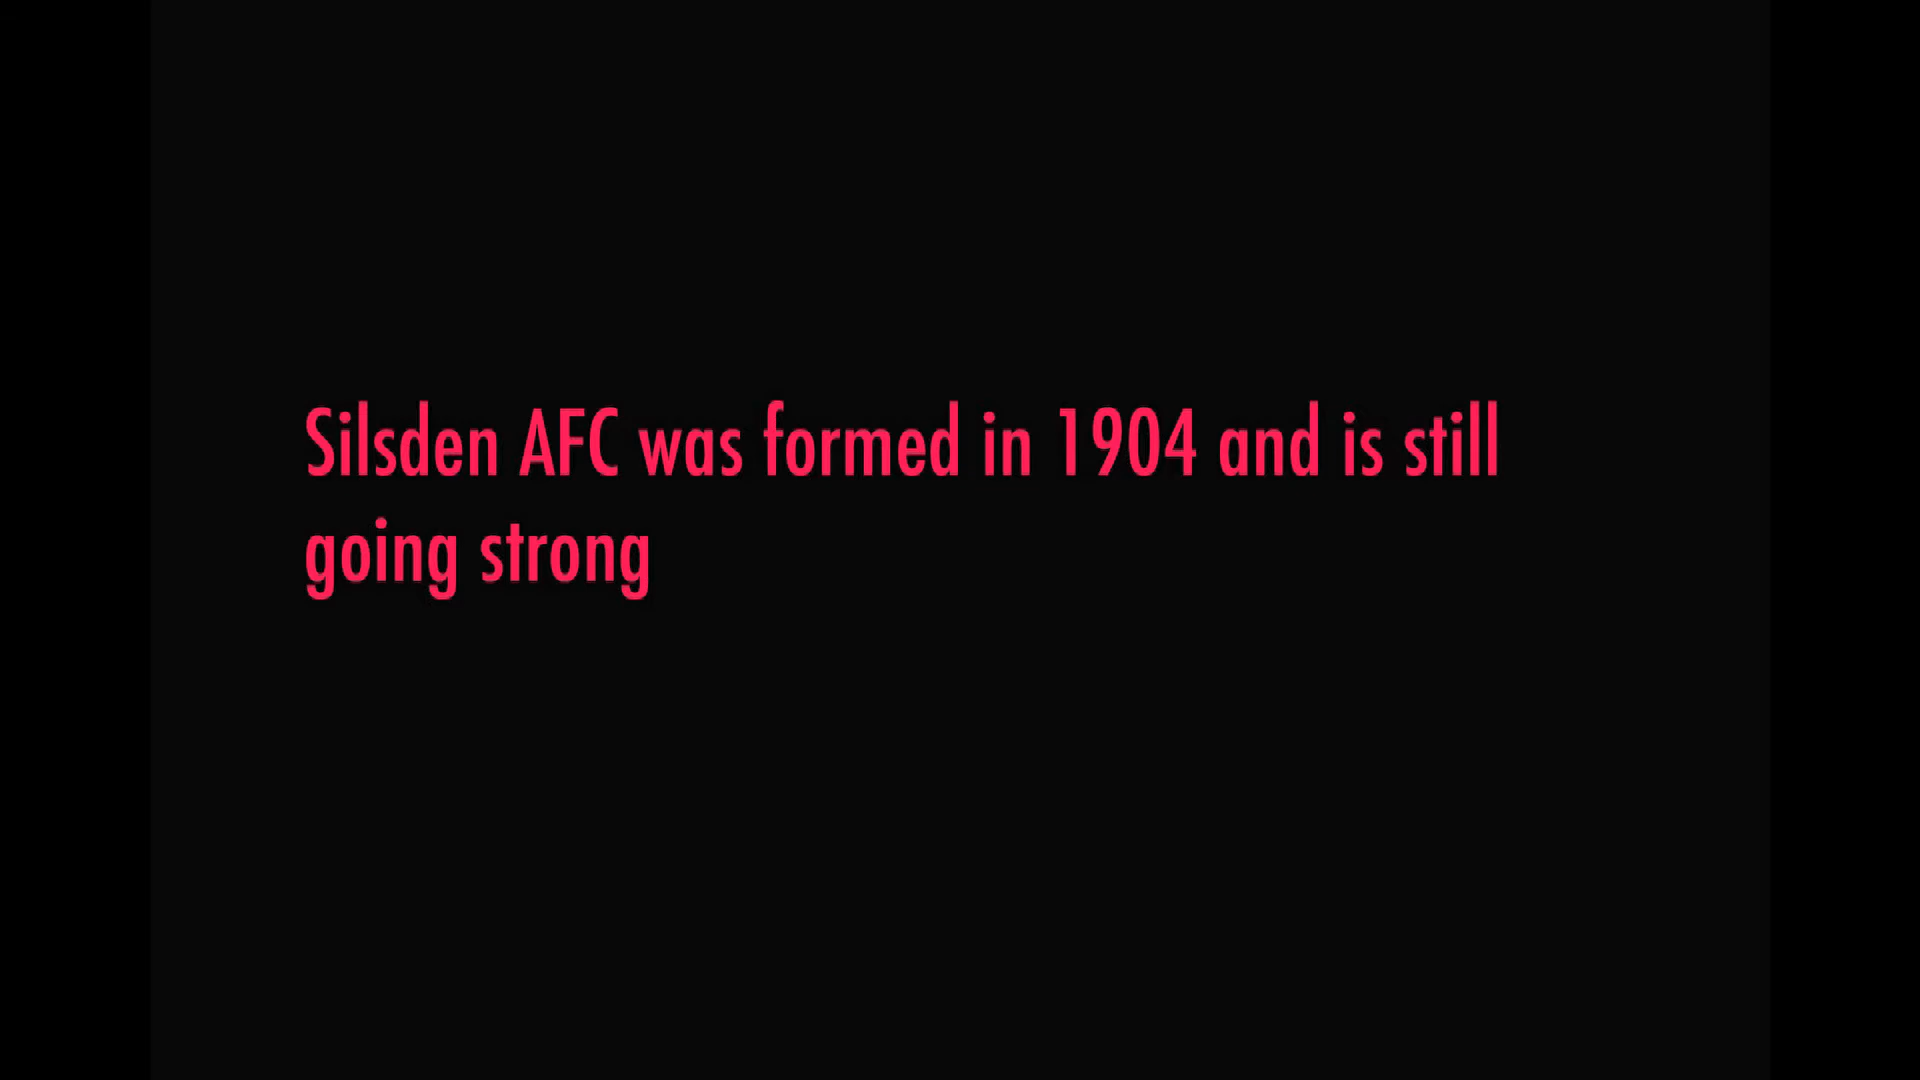 Silsden AFC was formed in 1904 and is still
going strong